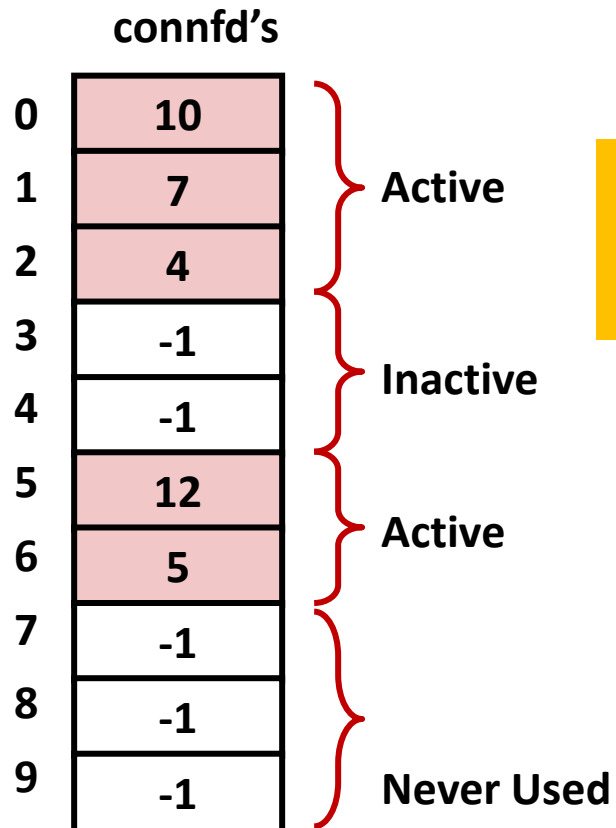 connfd’s
0 10
1 7 Active
2 4
3 -1
4 -1 Inactive
5 12
6 5 Active
7 -1
8 -1
9 -1 Never Used